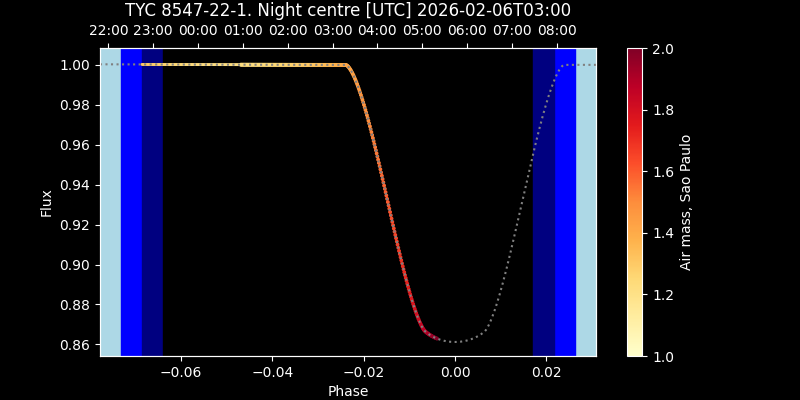 TYC 8547-22-1. Night centre [UTC] 2026-02-06T03:00
22:00 23:00 00:00 01:00 02:00 03:00 04:00 05:00 06:00 07:00 08:00
1.00
0.98
0.96
0.94
0.92
0.90
0.88
0.86
Flux
−0.06 −0.04 −0.02 0.00 0.02
Phase
2.0
1.8
1.6
1.4
1.2
1.0
Air mass, Sao Paulo